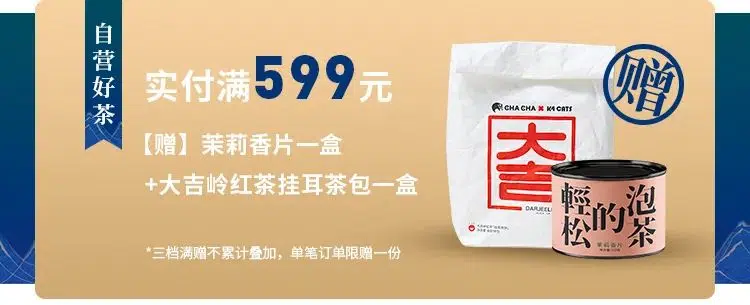 自营好茶
实付满599元
【赠】茉莉香片一盒
+大吉岭红茶挂耳茶包一盒
*三档满赠不累计叠加，单笔订单限赠一份
赠
CHA CHA × K4 CATS
大吉
輕鬆的泡茶
茉莉香片